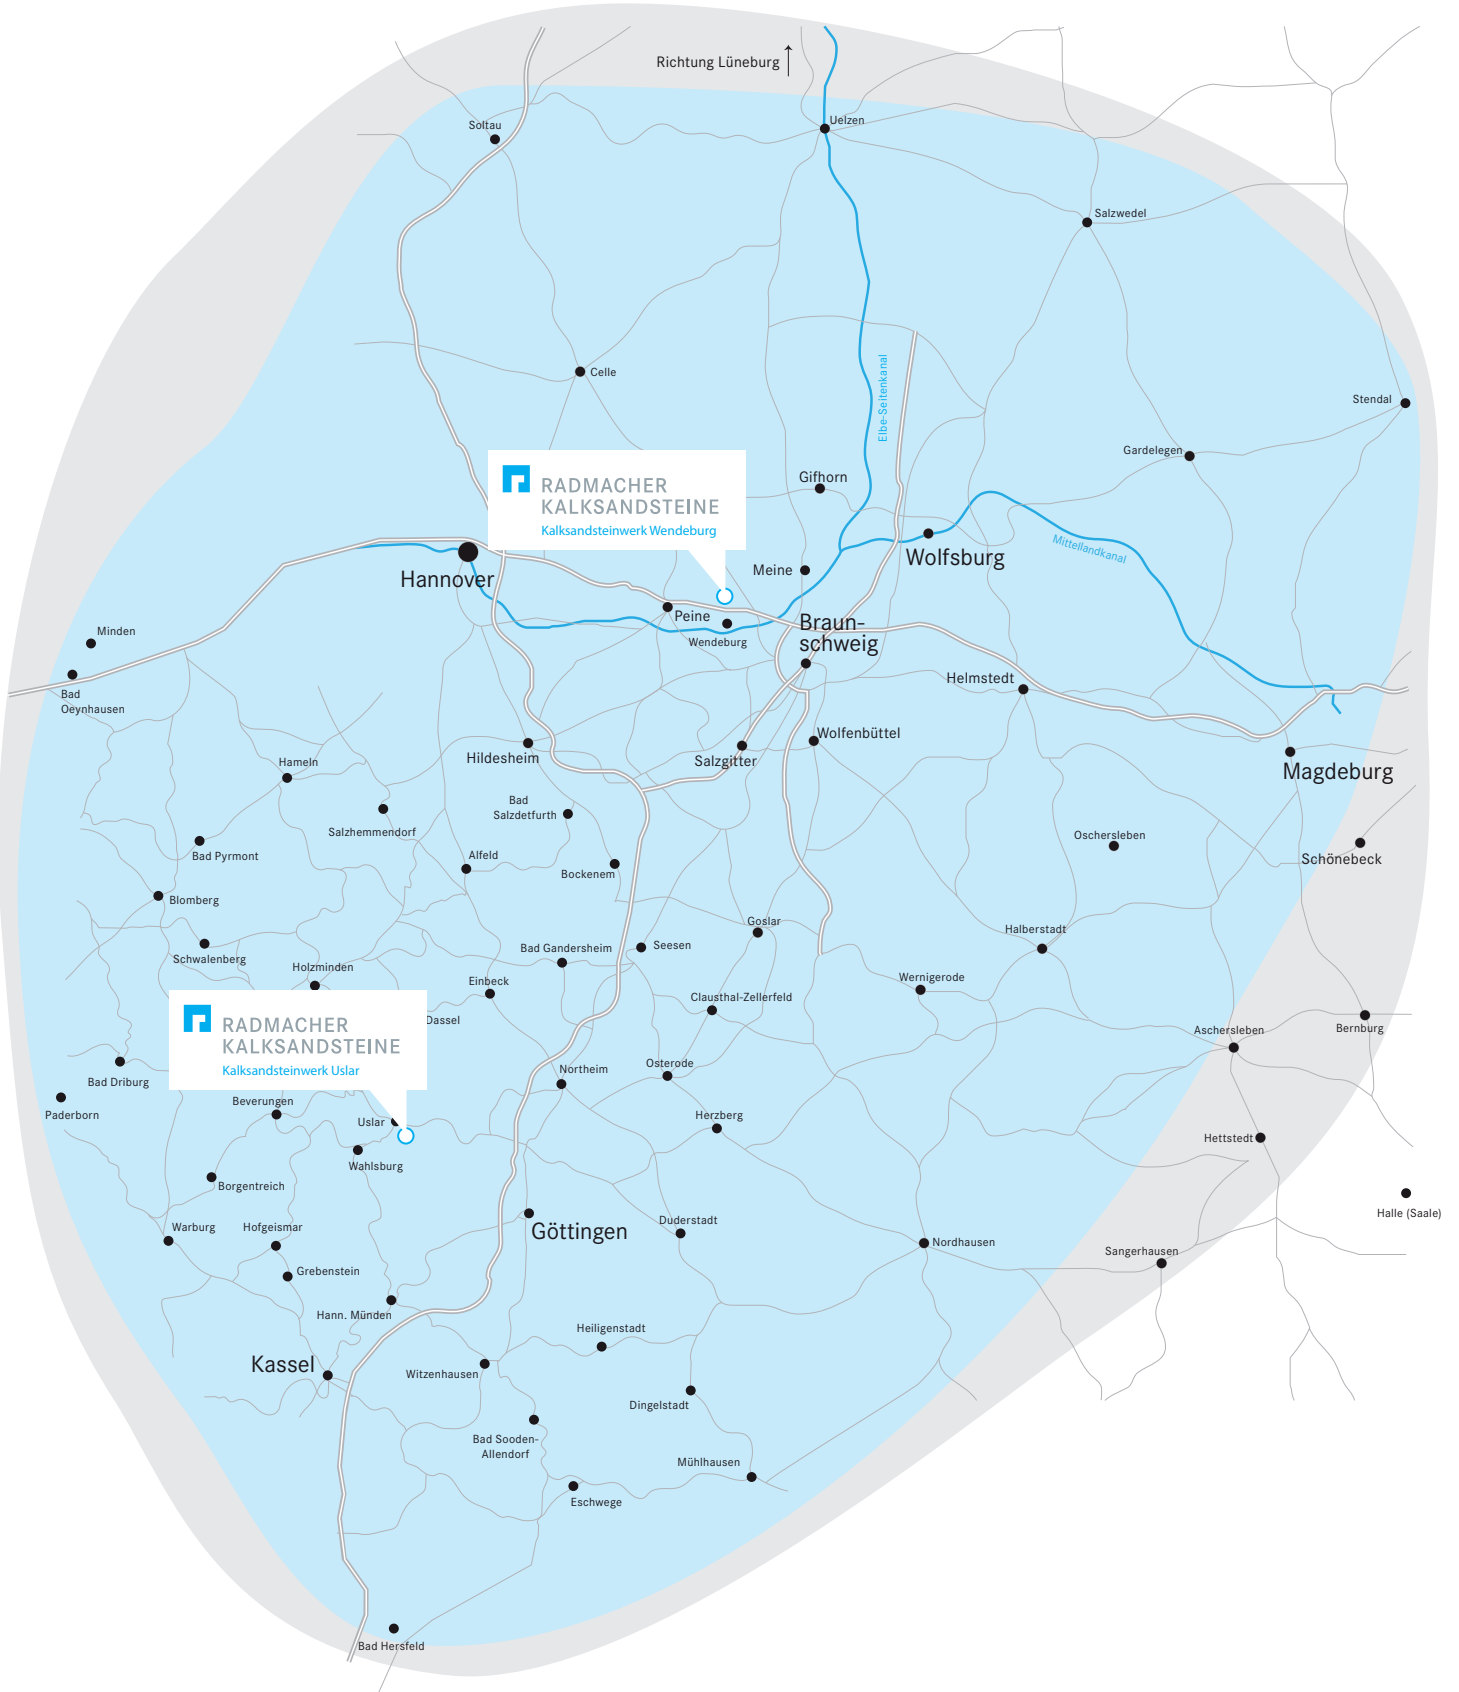 Richtung Lüneburg
Uelzen
Soltau
Salzwedel
Celle
Elbe-Seitenkanal
Stendal
Gardelegen
Gifhorn
RADMACHER
KALKSANDSTEINE
Kalksandsteinwerk Wendeburg
Wolfsburg
Mittellandkanal
Hannover
Meine
Peine
Wendeburg
Braun-
schweig
Minden
Bad
Oeynhausen
Helmstedt
Wolfenbüttel
Hildesheim
Salzgitter
Magdeburg
Hameln
Bad
Salzdetfurth
Salzhemmendorf
Oschersleben
Bad Pyrmont
Alfeld
Bockenem
Schönebeck
Blomberg
Goslar
Halberstadt
Schwalenberg
Bad Gandersheim
Seesen
Holzminden
Einbeck
Wernigerode
Clausthal-Zellerfeld
RADMACHER
KALKSANDSTEINE
Kalksandsteinwerk Uslar
Dassel
Aschersleben
Bernburg
Northeim
Osterode
Bad Driburg
Paderborn
Beverungen
Uslar
Herzberg
Hettstedt
Wahlsburg
Borgentreich
Halle (Saale)
Warburg
Hofgeismar
Göttingen
Duderstadt
Nordhausen
Sangerhausen
Grebenstein
Hann. Münden
Heiligenstadt
Kassel
Witzenhausen
Dingelstadt
Bad Sooden-
Allendorf
Mühlhausen
Eschwege
Bad Hersfeld